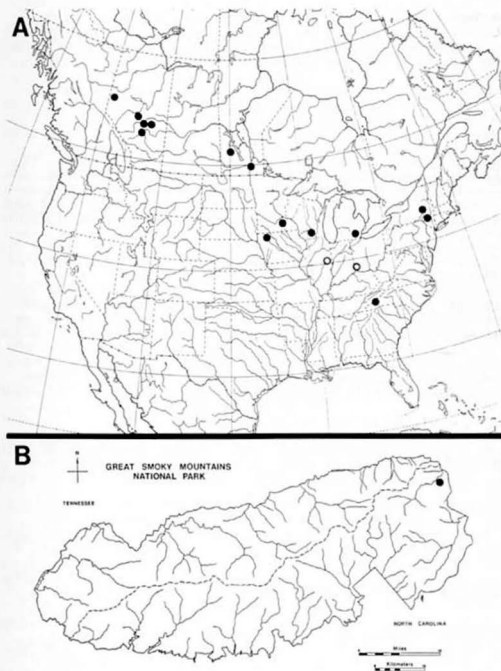 A
B
N
GREAT SMOKY MOUNTAINS
NATIONAL PARK
TENNESSEE
NORTH CAROLINA
Miles
Kilometers